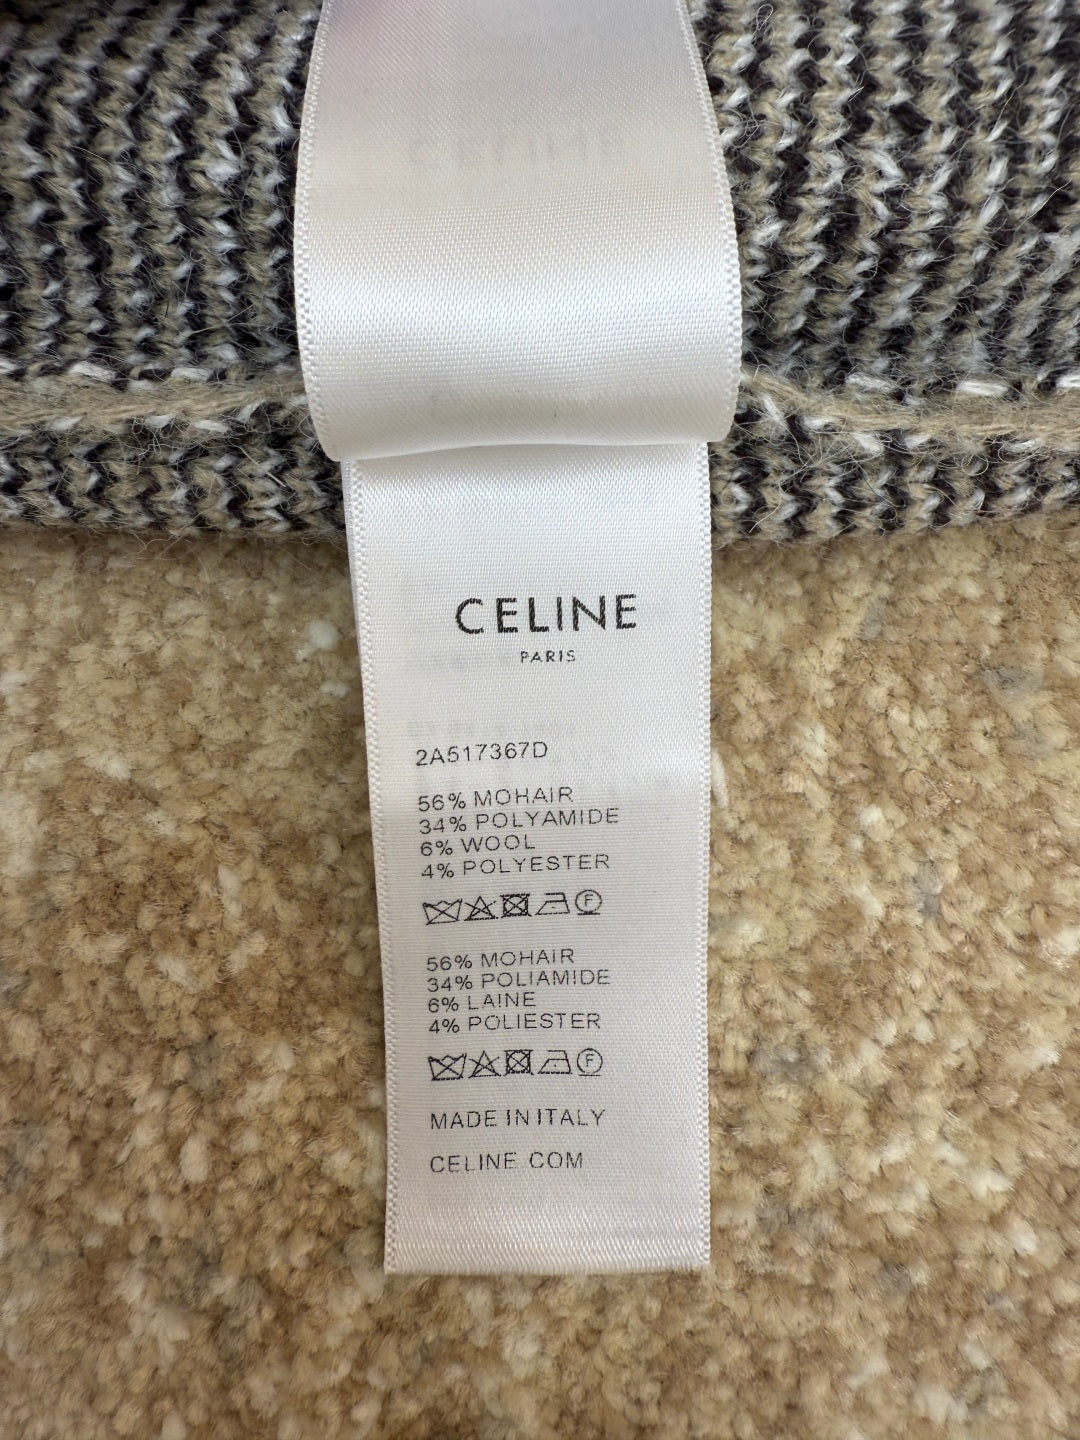 CELINE
PARIS
2A517367D
56% MOHAIR
34% POLYAMIDE
6% WOOL
4% POLYESTER
F
56% MOHAIR
34% POLIAMIDE
6% LAINE
4% POLIESTER
F
MADE IN ITALY
CELINE.COM